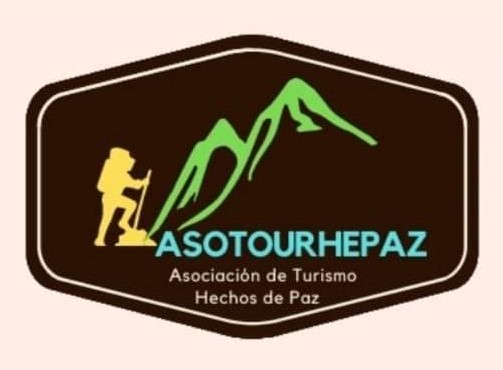 ASOTOURHEPAZ
Asociación de Turismo
Hechos de Paz